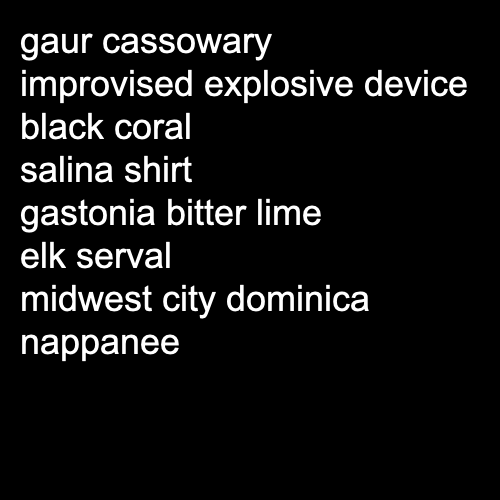 gaur cassowary
improvised explosive device
black coral
salina shirt
gastonia bitter lime
elk serval
midwest city dominica
nappanee